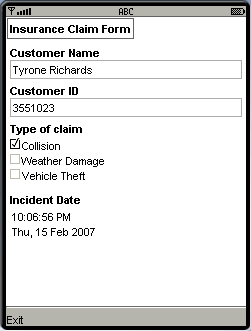 ABC
Insurance Claim Form
Customer Name
Tyrone Richards
Customer ID
3551023
Type of claim
Collision
Weather Damage
Vehicle Theft
Incident Date
10:06:56 PM
Thu, 15 Feb 2007
Exit